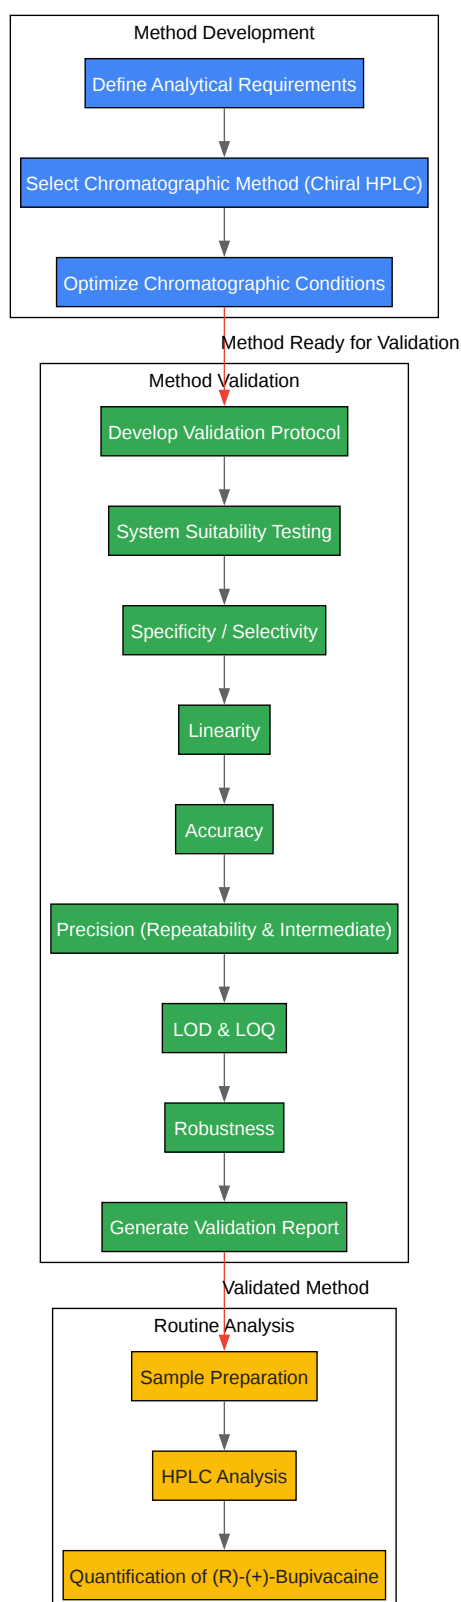 Method Development
Define Analytical Requirements
Select Chromatographic Method (Chiral HPLC)
Optimize Chromatographic Conditions
Method Ready for Validation
Method Validation
Develop Validation Protocol
System Suitability Testing
Specificity / Selectivity
Linearity
Accuracy
Precision (Repeatability & Intermediate)
LOD & LOQ
Robustness
Generate Validation Report
Validated Method
Routine Analysis
Sample Preparation
HPLC Analysis
Quantification of (R)-(+)-Bupivacaine